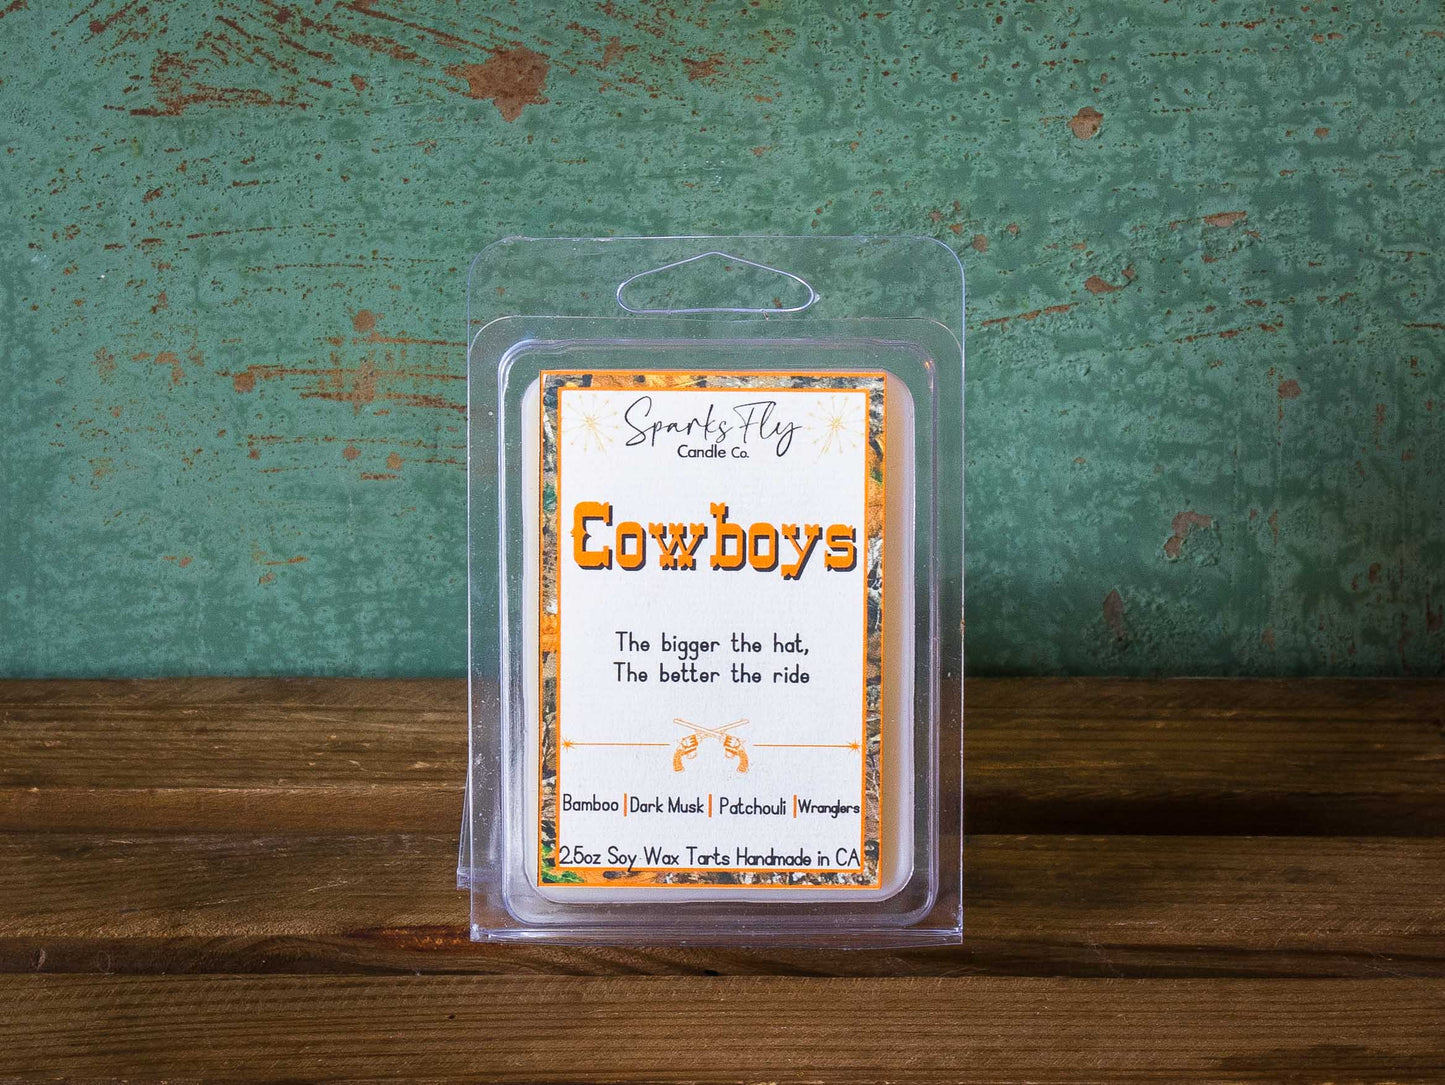 Sparks Fly
Candle Co.
Cowboys
The bigger the hat,
The better the ride
Bamboo | Dark Musk | Patchouli | Wranglers
2.5oz Soy Wax Tarts Handmade in CA